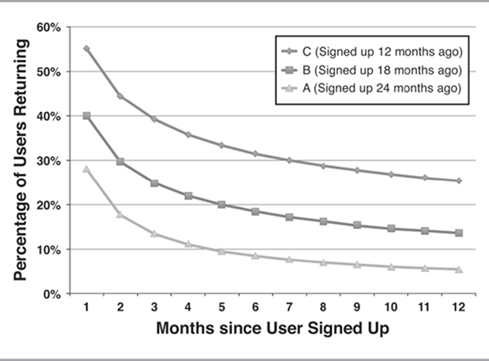 60%
50%
40%
30%
20%
10%
0%
Percentage of Users Returning
C (Signed up 12 months ago)
B (Signed up 18 months ago)
A (Signed up 24 months ago)
1 2 3 4 5 6 7 8 9 10 11 12
Months since User Signed Up